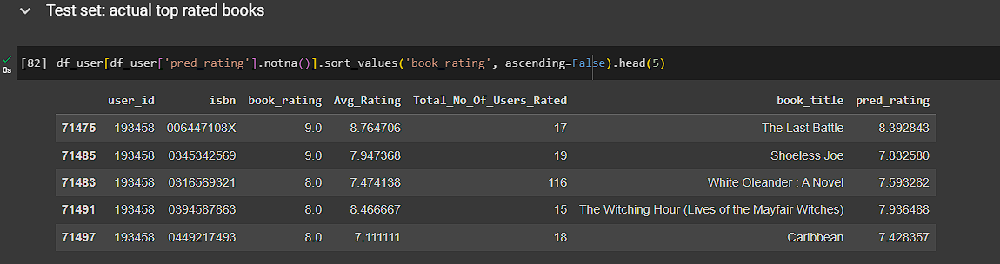 Test set: actual top rated books
[82] df_user[df_user['pred_rating'].notna()].sort_values('book_rating', ascending=False).head(5)
0s
user_id isbn book_rating Avg_Rating Total_No_Of_Users_Rated book_title pred_rating
71475 193458 006447108X 9.0 8.764706 17 The Last Battle 8.392843
71485 193458 0345342569 9.0 7.947368 19 Shoeless Joe 7.832580
71483 193458 0316569321 8.0 7.474138 116 White Oleander : A Novel 7.593282
71491 193458 0394587863 8.0 8.466667 15 The Witching Hour (Lives of the Mayfair Witches) 7.936488
71497 193458 0449217493 8.0 7.111111 18 Caribbean 7.428357